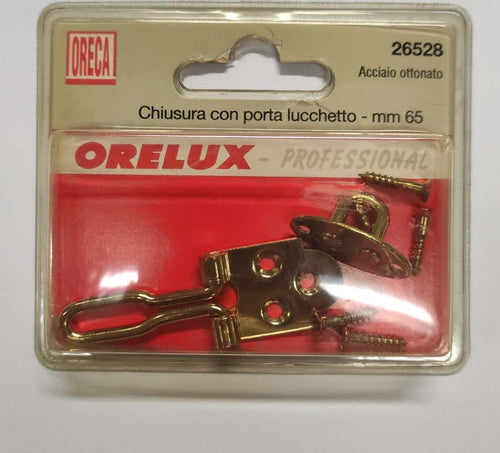 ORECA
26528
Acciaio ottonato
Chiusura con porta lucchetto - mm 65
ORELUX - PROFESSIONAL